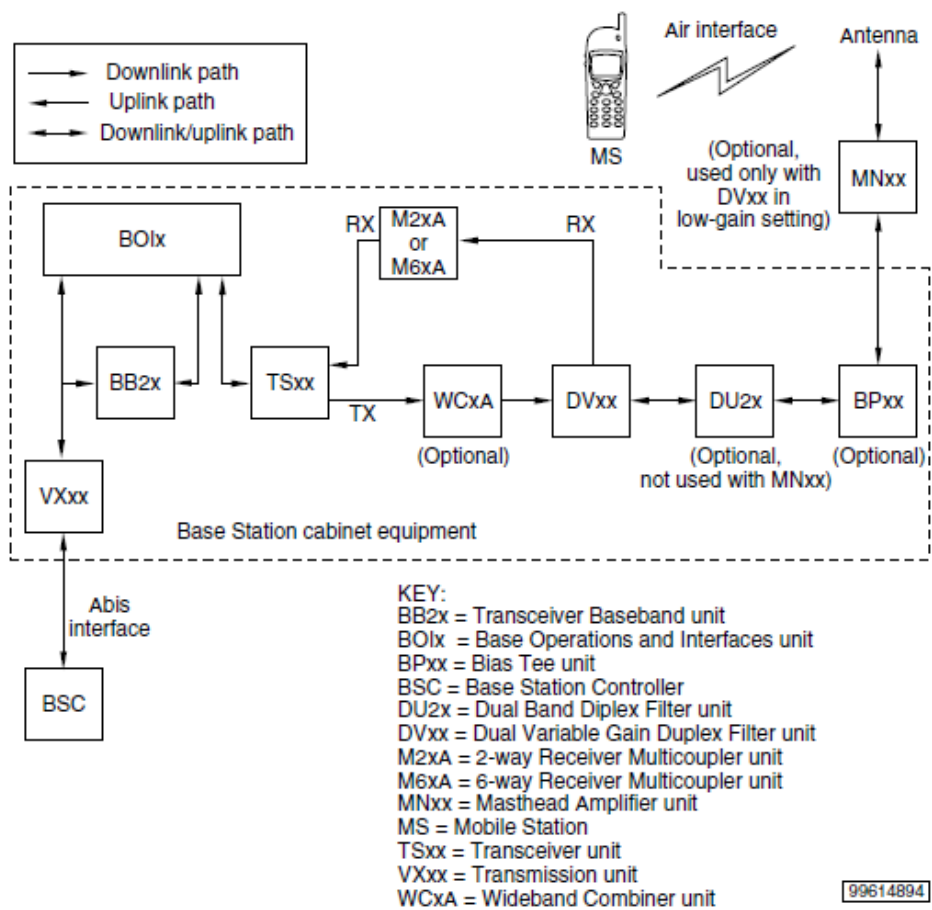 Downlink path
Uplink path
Downlink/uplink path
Air interface
Antenna
MS
(Optional,
used only with
DVxx in
low-gain setting)
MNxx
BOIx
RX
M2xA
or
M6xA
RX
BB2x
TSxx
TX
WCxA
(Optional)
DVxx
DU2x
(Optional,
not used with MNxx)
BPxx
(Optional)
VXxx
Base Station cabinet equipment
Abis
interface
BSC
KEY:
BB2x = Transceiver Baseband unit
BOIx = Base Operations and Interfaces unit
BPxx = Bias Tee unit
BSC = Base Station Controller
DU2x = Dual Band Diplex Filter unit
DVxx = Dual Variable Gain Duplex Filter unit
M2xA = 2-way Receiver Multicoupler unit
M6xA = 6-way Receiver Multicoupler unit
MNxx = Masthead Amplifier unit
MS = Mobile Station
TSxx = Transceiver unit
VXxx = Transmission unit
WCxA = Wideband Combiner unit
99614894